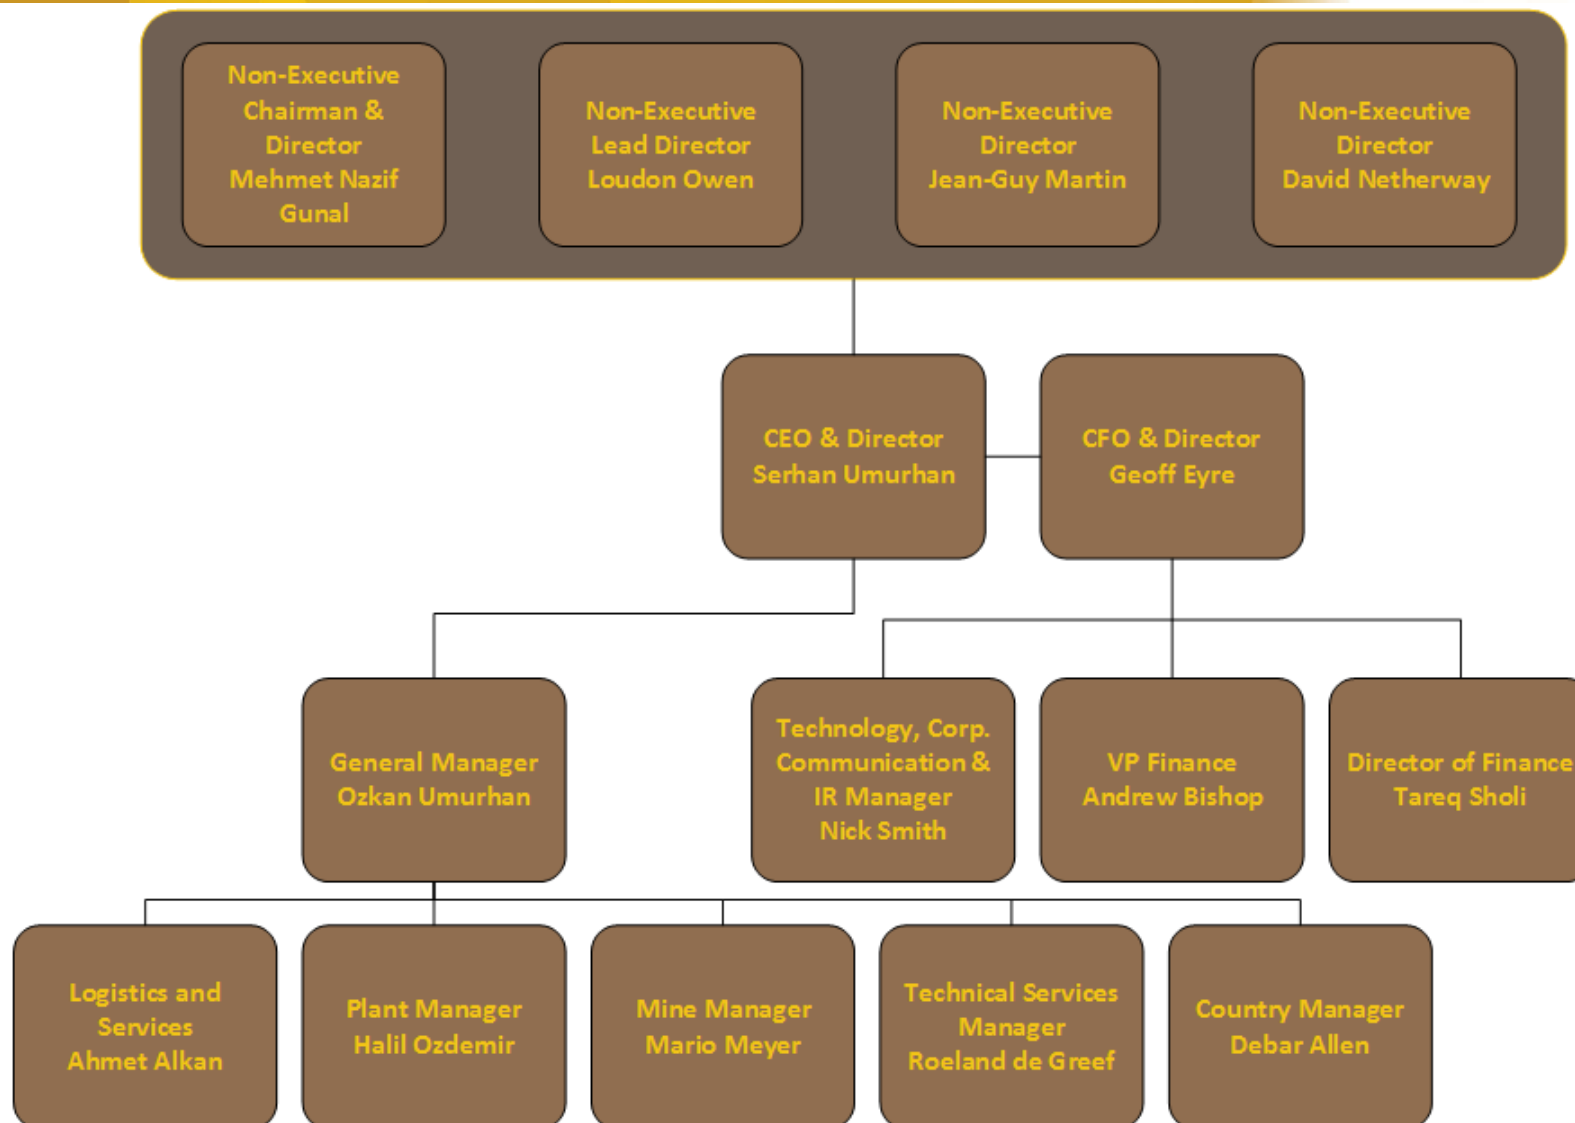 Non-Executive
Chairman &
Director
Mehmet Nazif
Gunal
Non-Executive
Lead Director
Loudon Owen
Non-Executive
Director
Jean-Guy Martin
Non-Executive
Director
David Netherway
CEO & Director
Serhan Umurhan
CFO & Director
Geoff Eyre
General Manager
Ozkan Umurhan
Technology, Corp.
Communication &
IR Manager
Nick Smith
VP Finance
Andrew Bishop
Director of Finance
Tareq Sholi
Logistics and
Services
Ahmet Alkan
Plant Manager
Halil Ozdemir
Mine Manager
Mario Meyer
Technical Services
Manager
Roeland de Greef
Country Manager
Debar Allen